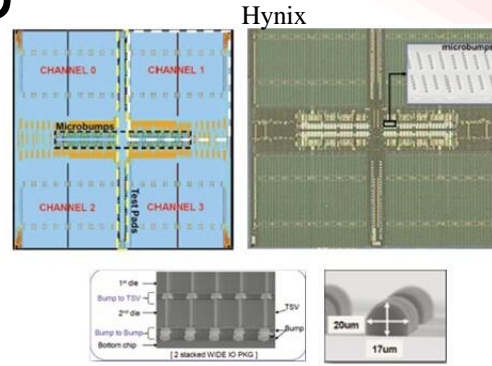 Hynix
CHANNEL 0
CHANNEL 1
microbumps
Microbumps
Test Pads
CHANNEL 2
CHANNEL 3
1st die
Bump to TSV
2nd die
TSV
Bump to Bump
Bump
Bottom chip
[ 2 stacked WIDE IO PKG ]
20um
17um